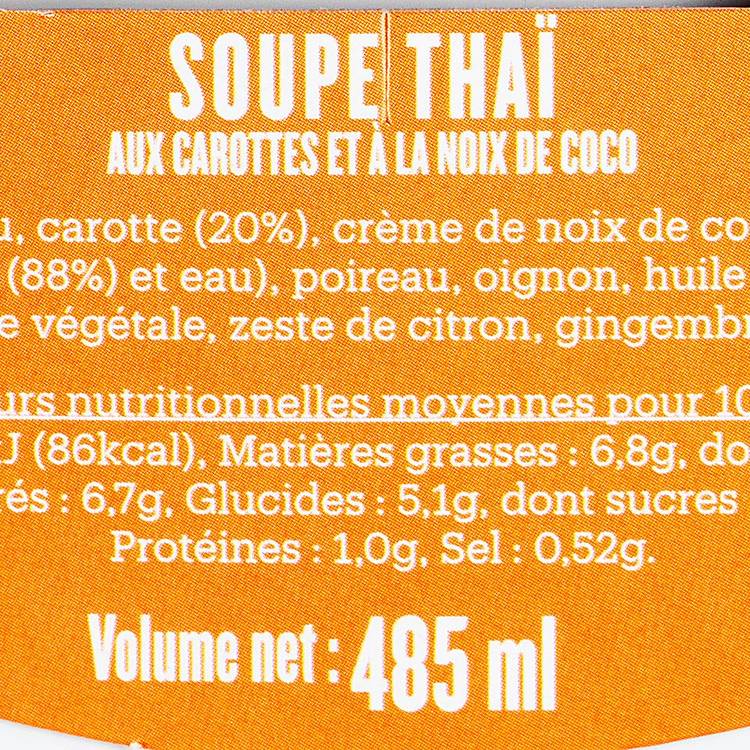 SOUPE THAÏ
AUX CAROTTES ET À LA NOIX DE COCO
, carotte (20%), crème de noix de co
(88%) et eau), poireau, oignon, huile
e végétale, zeste de citron, gingemb
urs nutritionnelles moyennes pour 10
J (86kcal), Matières grasses : 6,8g, do
rés : 6,7g, Glucides : 5,1g, dont sucres
Protéines : 1,0g, Sel : 0,52g.
Volume net : 485 ml